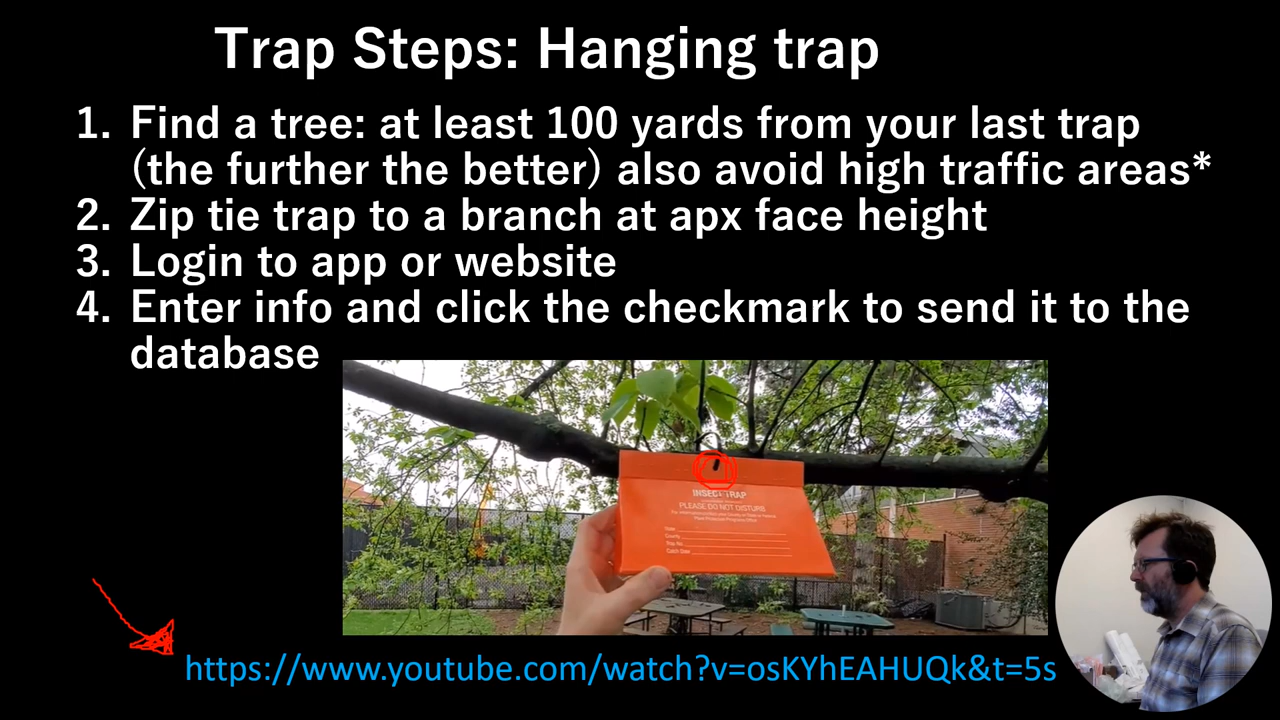 Trap Steps: Hanging trap
1. Find a tree: at least 100 yards from your last trap
(the further the better) also avoid high traffic areas*
2. Zip tie trap to a branch at apx face height
3. Login to app or website
4. Enter info and click the checkmark to send it to the
database
INSECT TRAP
PLEASE DO NOT DISTURB
https://www.youtube.com/watch?v=osKYhEAHUQk&t=5s